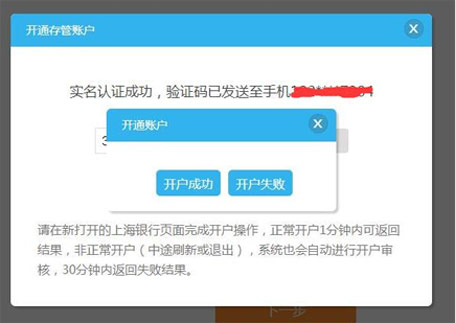 开通存管账户
实名认证成功，验证码已发送至手机
开通账户
开户成功 开户失败
请在新打开的上海银行页面完成开户操作，正常开户1分钟内可返回
结果，非正常开户（中途刷新或退出），系统也会自动进行开户审
核，30分钟内返回失败结果。
下一步